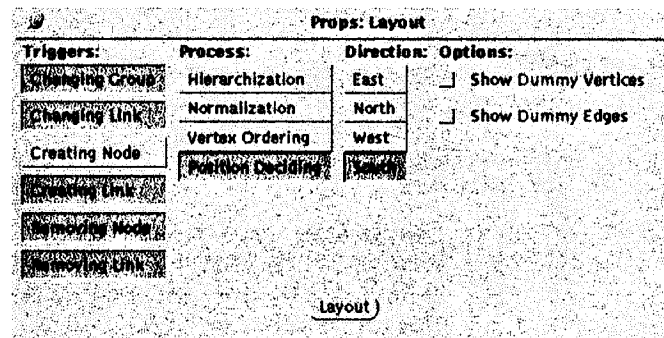 Props: Layout
Triggers: Process: Direction: Options:
Changing Group Hierarchization East Show Dummy Vertices
Changing Link Normalization North Show Dummy Edges
Creating Node Vertex Ordering West
Creating Link Position Deciding South
Removing Node
Removing Link
Layout